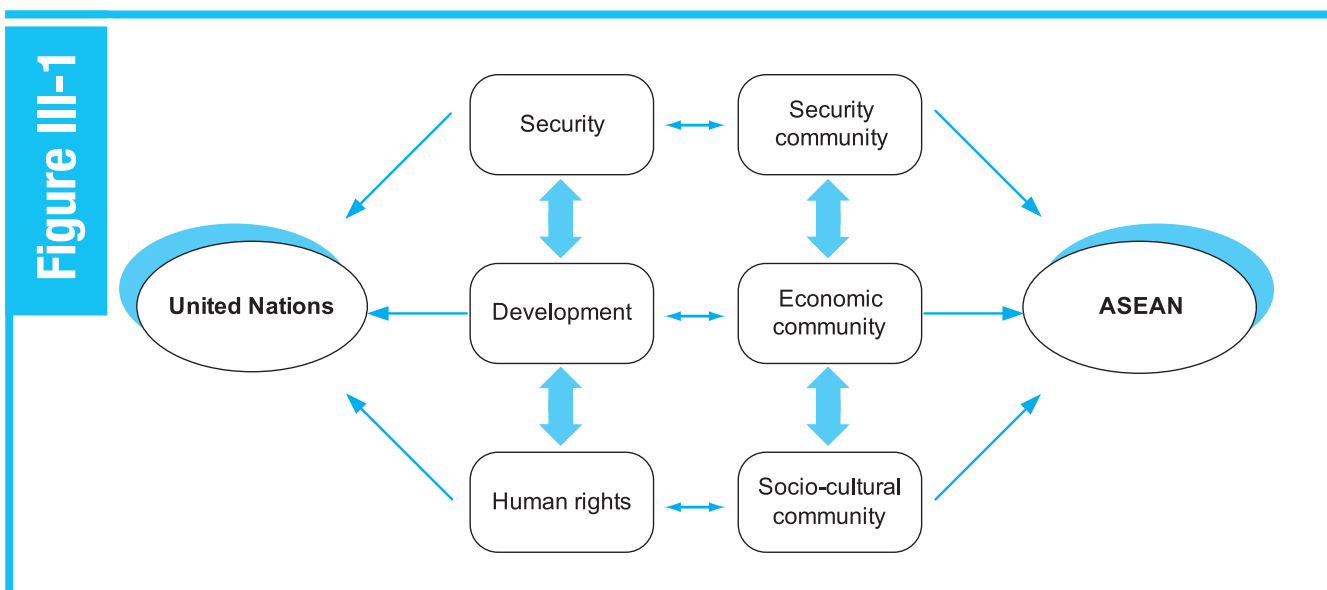 Figure III-1
Security
Security
community
United Nations
Development
Economic
community
ASEAN
Human rights
Socio-cultural
community